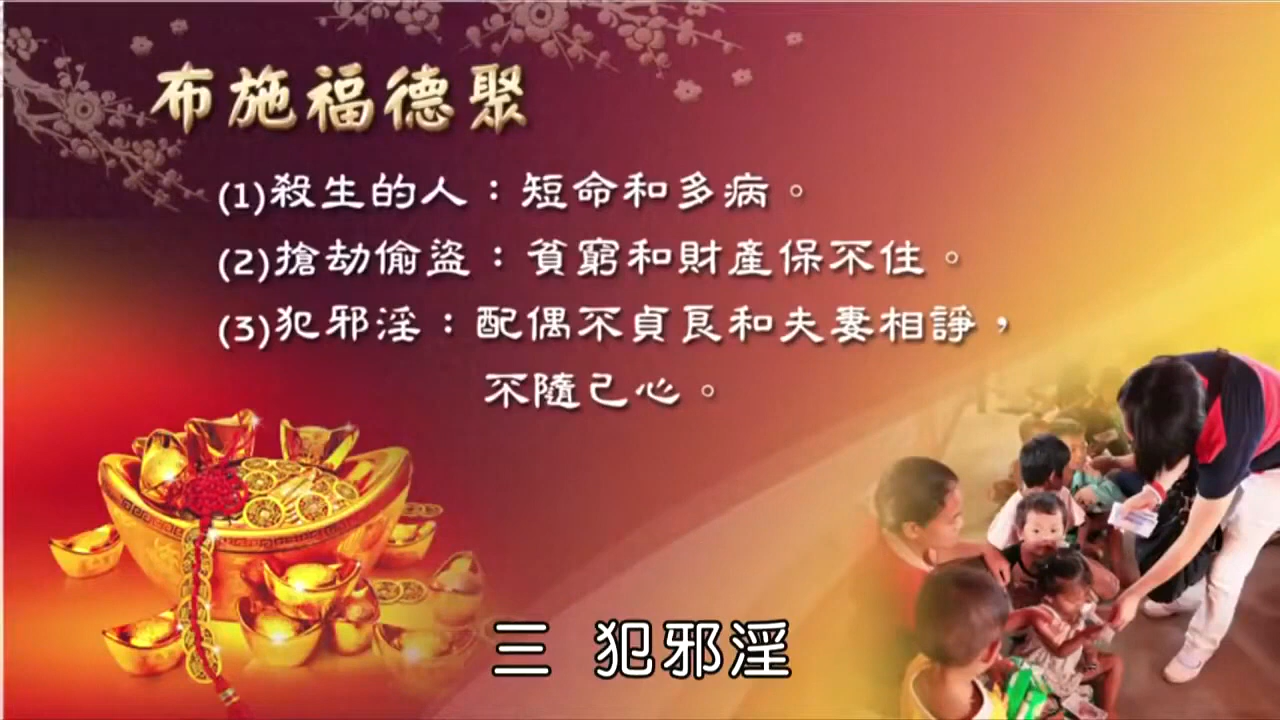 布施福德聚
(1)殺生的人：短命和多病。
(2)搶劫偷盜：貧窮和財產保不住。
(3)犯邪淫：配偶不貞良和夫妻相諍，
不隨己心。
三 犯邪淫